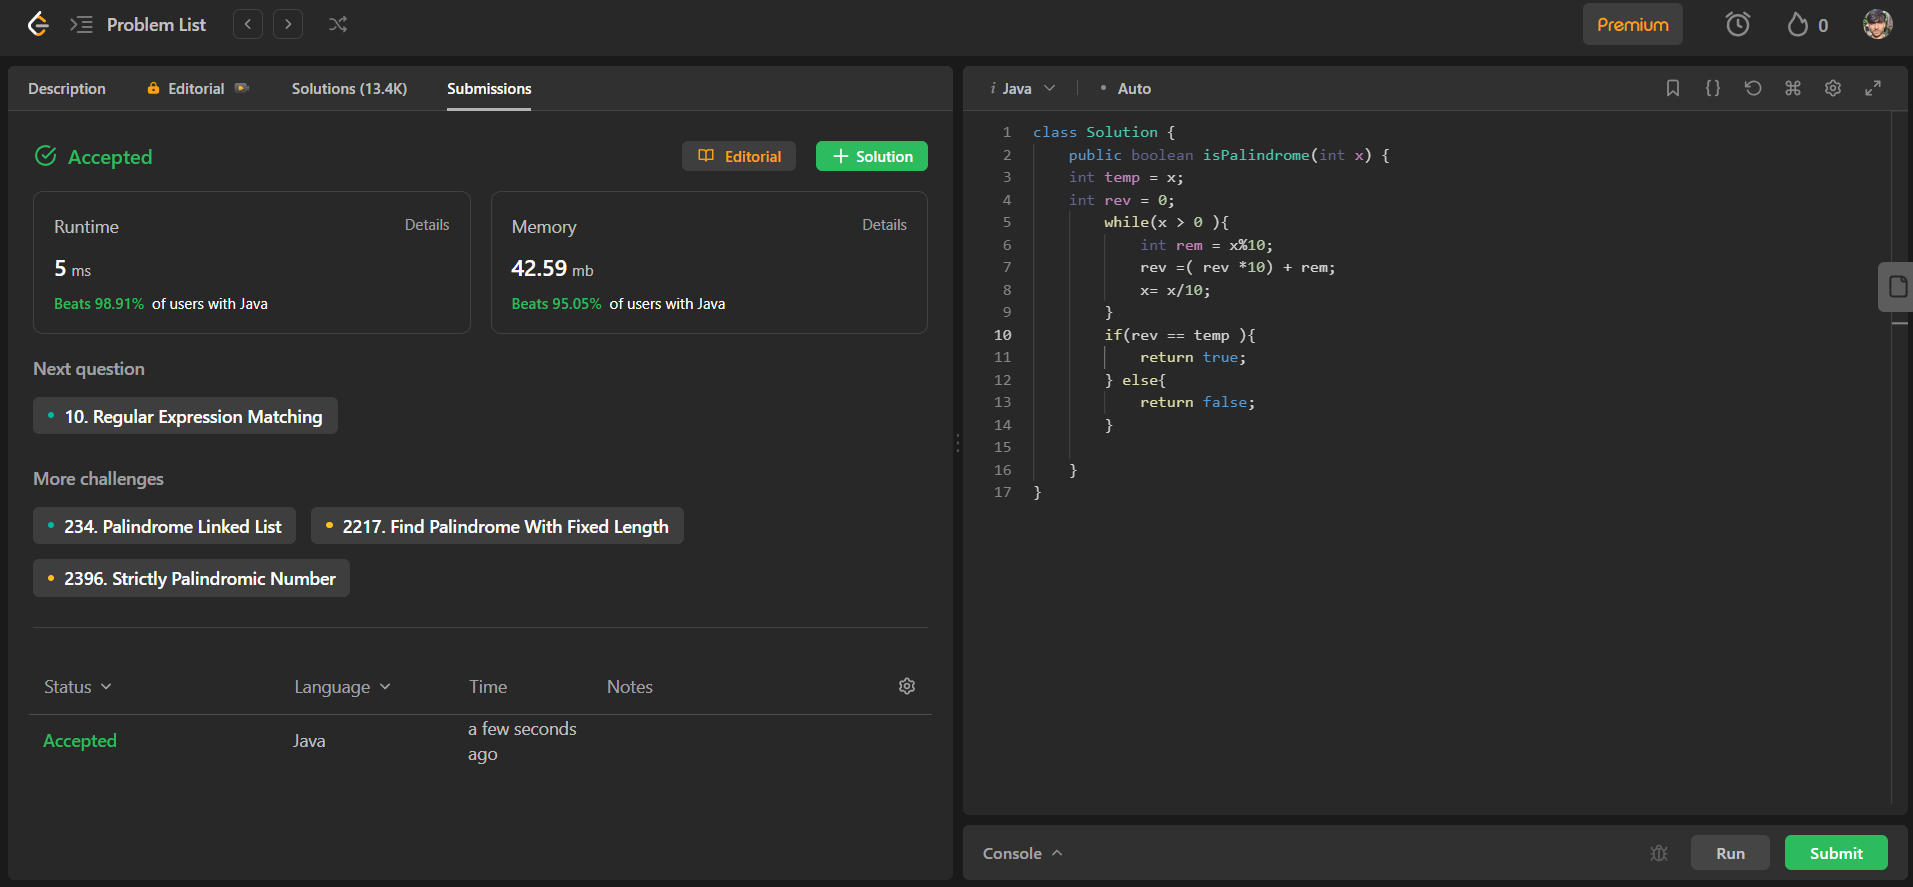 Problem List
Premium
0
Description
Editorial
Solutions (13.4K)
Submissions
Accepted
Editorial
Solution
Runtime
Details
5 ms
Beats 98.91% of users with Java
Memory
Details
42.59 mb
Beats 95.05% of users with Java
Next question
10. Regular Expression Matching
More challenges
234. Palindrome Linked List
2217. Find Palindrome With Fixed Length
2396. Strictly Palindromic Number
Status
Language
Time
Notes
Accepted
Java
a few seconds
ago
i Java
• Auto
1 class Solution {
2     public boolean isPalindrome(int x) {
3     int temp = x;
4     int rev = 0;
5         while(x > 0 ){
6             int rem = x%10;
7             rev =( rev *10) + rem;
8             x= x/10;
9         }
10         if(rev == temp ){
11             return true;
12         } else{
13             return false;
14         }
15
16     }
17 }
Console
Run
Submit